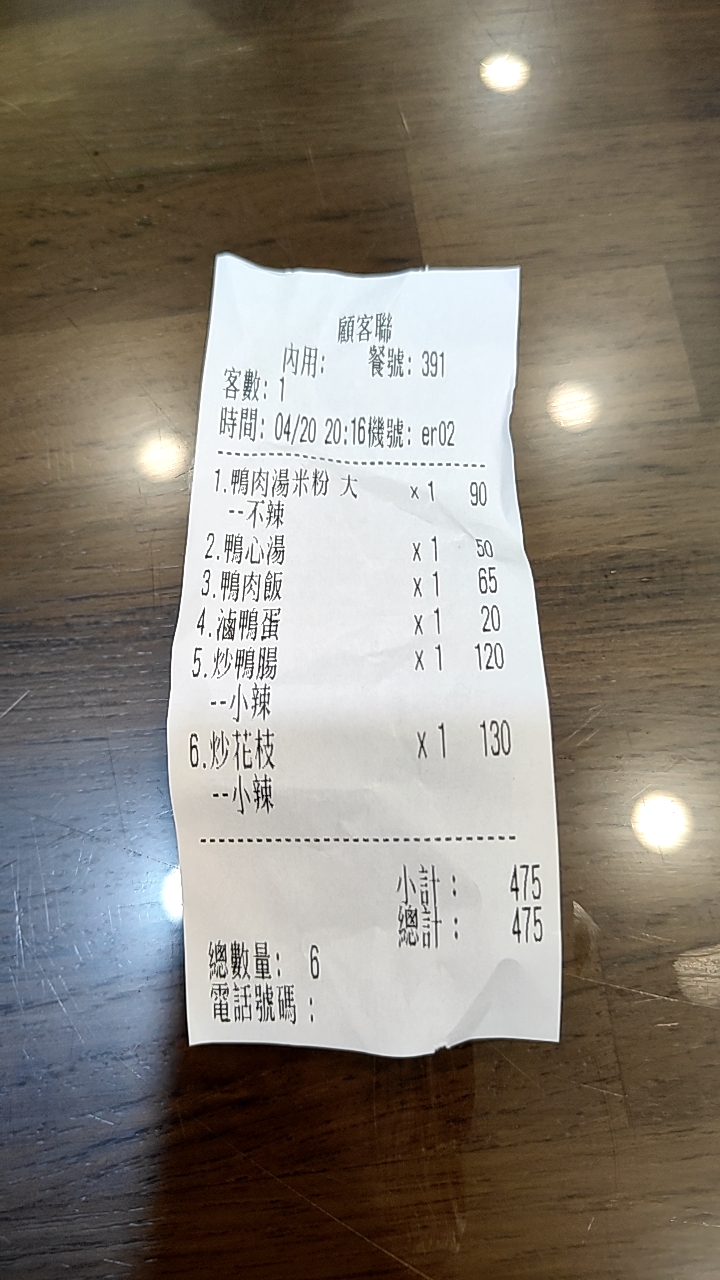 顧客聯
內用: 餐號: 391
客數: 1
時間: 04/20 20:16機號: er02
1.鴨肉湯米粉 大 x 1 90
--不辣
2.鴨心湯 x 1 50
3.鴨肉飯 x 1 65
4.滷鴨蛋 x 1 20
5.炒鴨腸 x 1 120
--小辣
6.炒花枝 x 1 130
--小辣
小計: 475
總計: 475
總數量: 6
電話號碼: